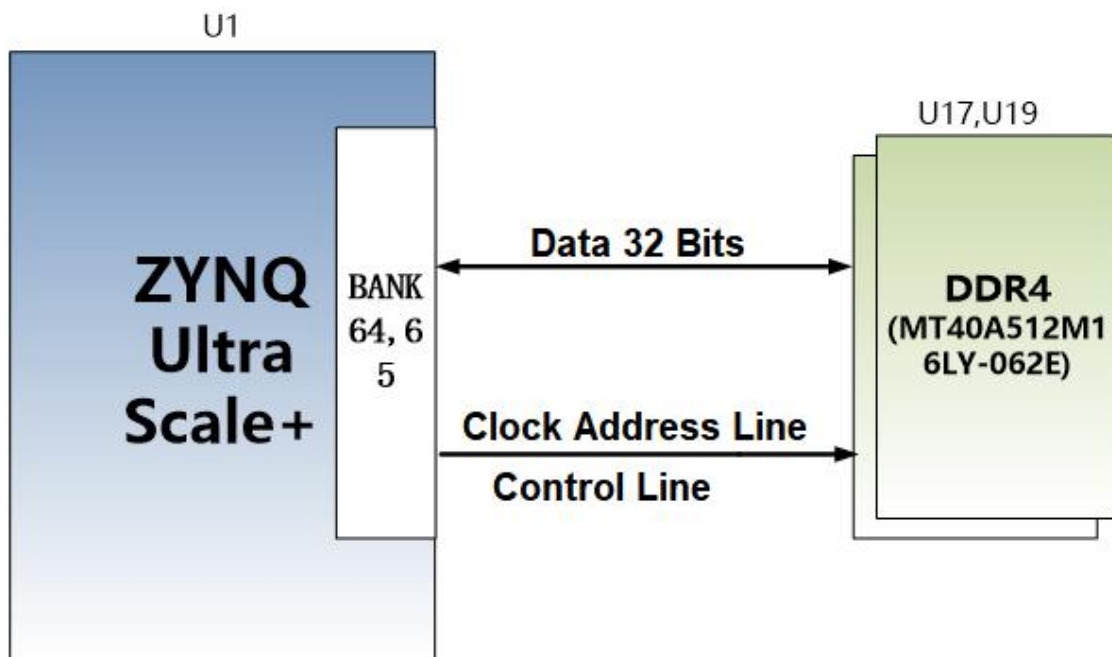 U1
U17,U19
ZYNQ
Ultra
Scale+
BANK
64, 6
5
Data 32 Bits
Clock Address Line
Control Line
DDR4
(MT40A512M1
6LY-062E)